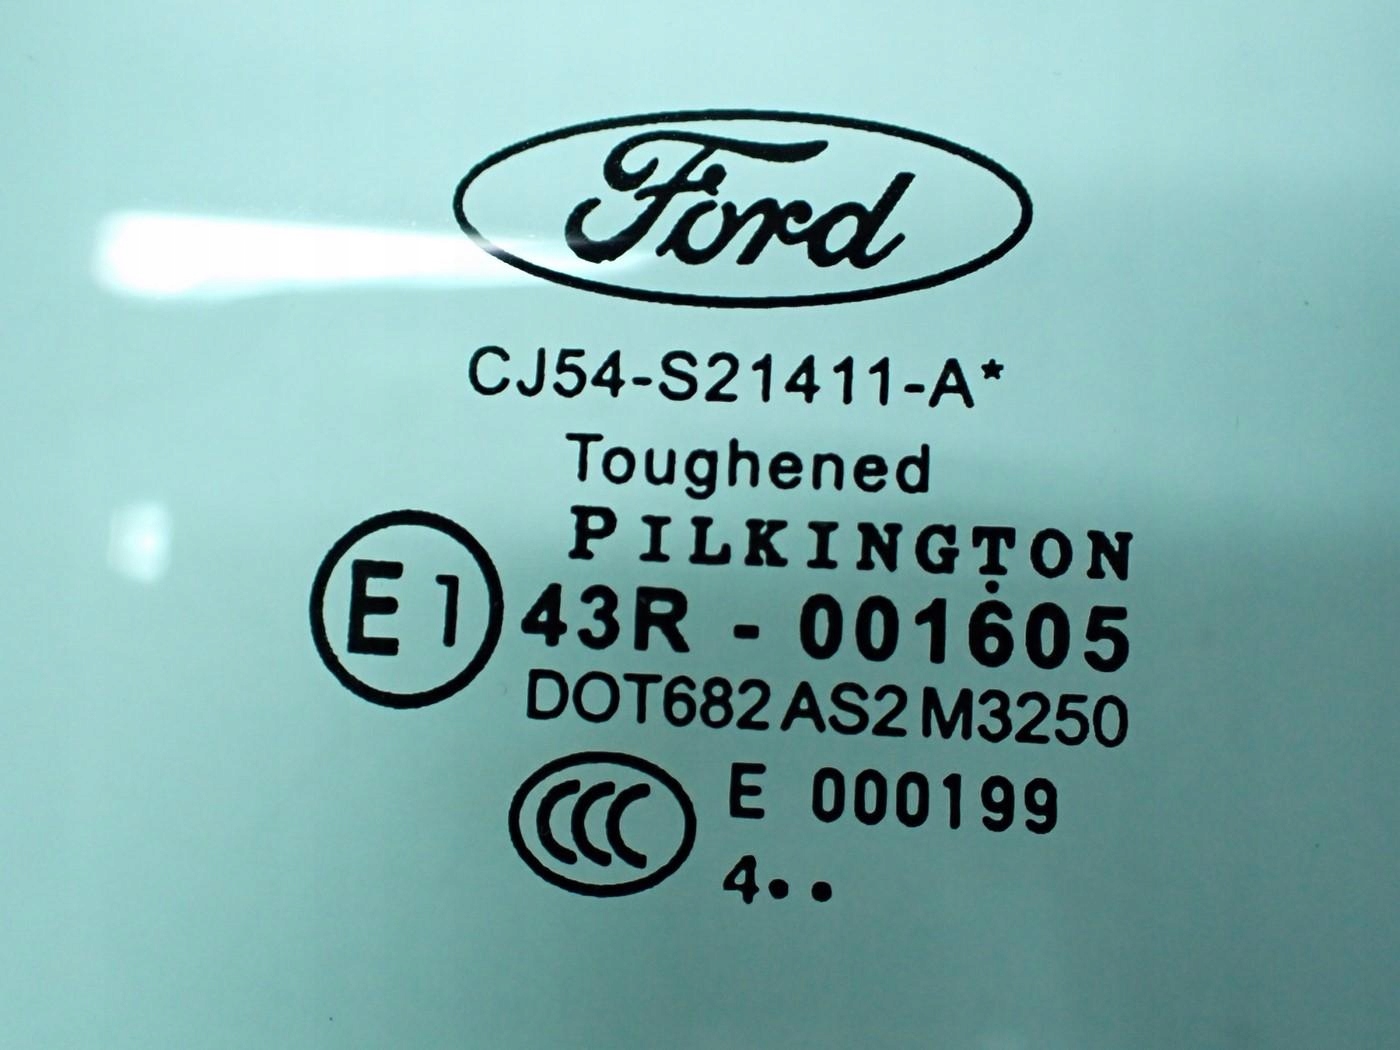 Ford
CJ54-S21411-A*
Toughened
PILKINGTON
E1 43R - 001605
DOT682 AS2 M3250
CCC E 000199
4••